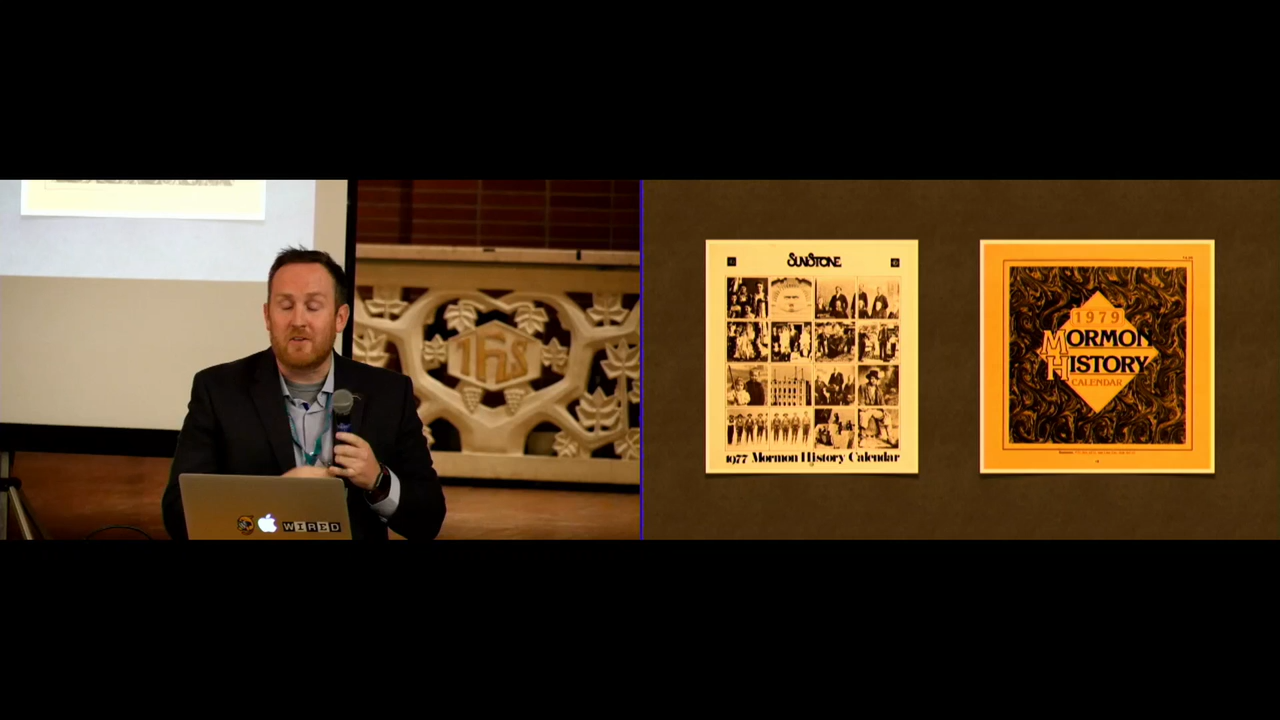 IHS
WIRED
SUNSTONE
1977 Mormon History Calendar
1979
MORMON
HISTORY
CALENDAR